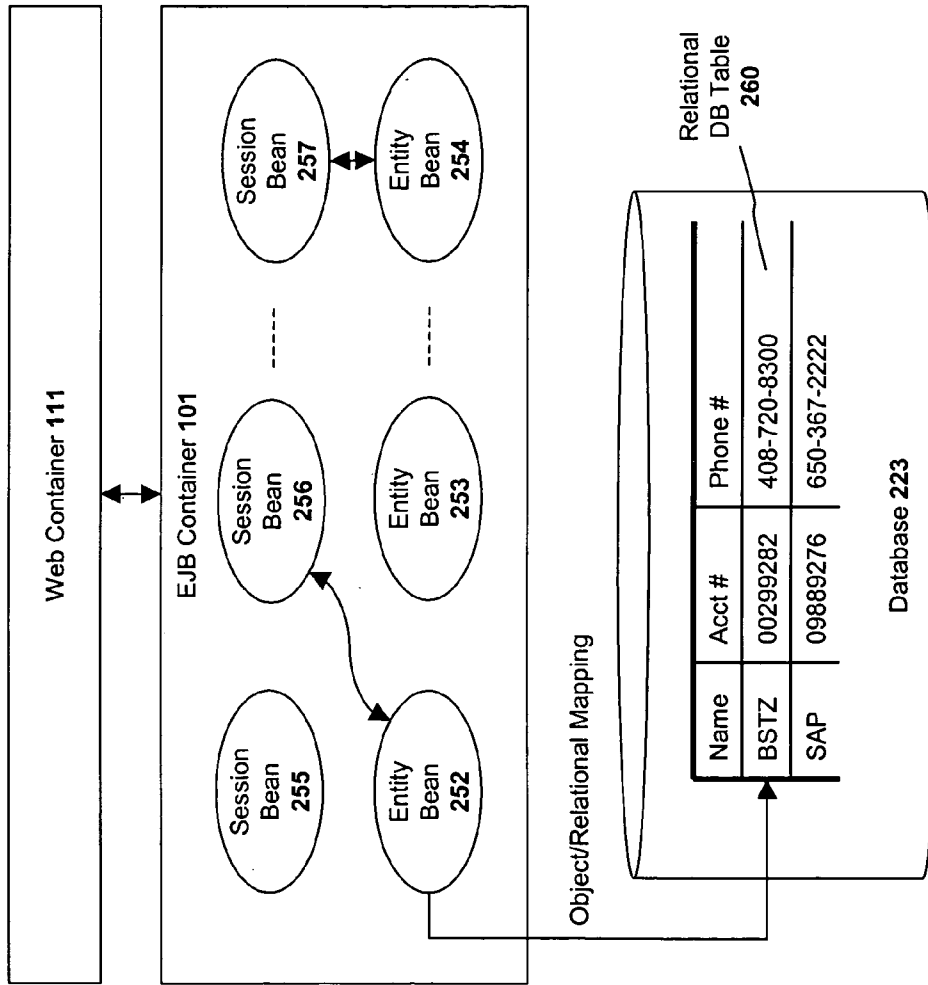 Web Container 111
EJB Container 101
Session
Bean
255
Session
Bean
256
Session
Bean
257
Entity
Bean
252
Entity
Bean
253
Entity
Bean
254
Object/Relational Mapping
Relational
DB Table
260
Name Acct # Phone #
BSTZ 00299282 408-720-8300
SAP 09889276 650-367-2222
Database 223